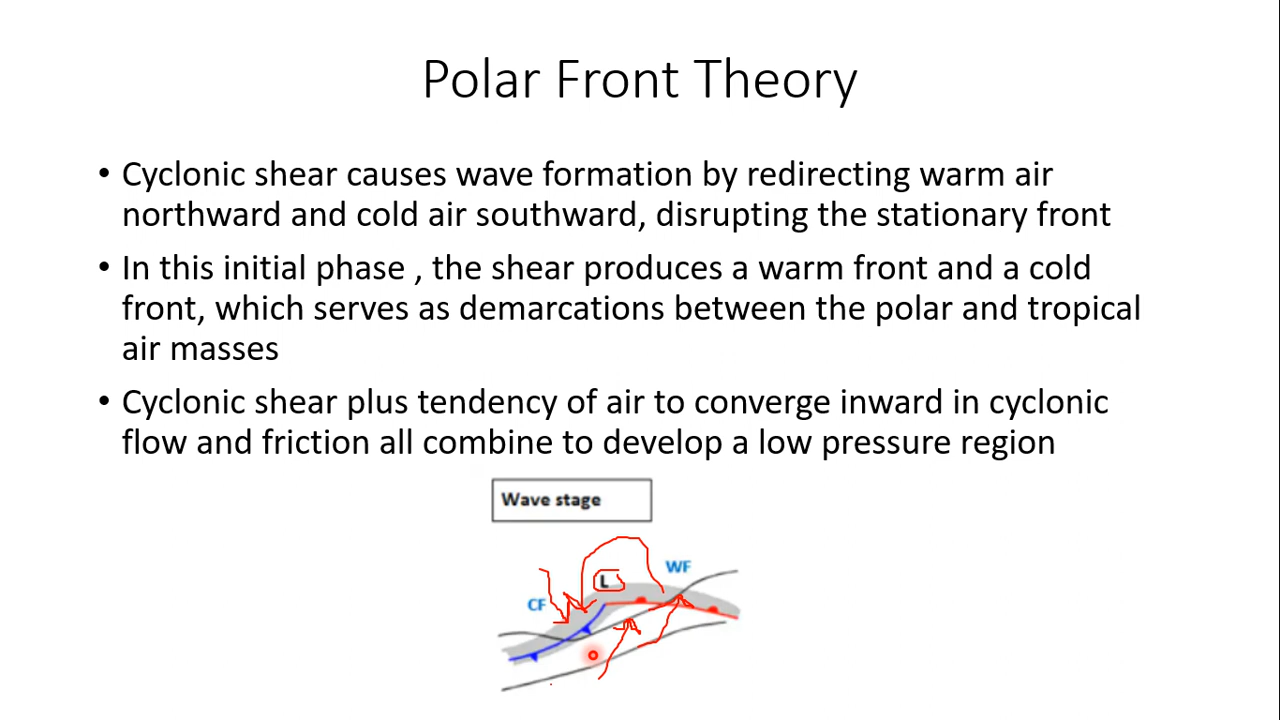 Polar Front Theory
• Cyclonic shear causes wave formation by redirecting warm air
northward and cold air southward, disrupting the stationary front
• In this initial phase , the shear produces a warm front and a cold
front, which serves as demarcations between the polar and tropical
air masses
• Cyclonic shear plus tendency of air to converge inward in cyclonic
flow and friction all combine to develop a low pressure region
Wave stage
WF
L
CF